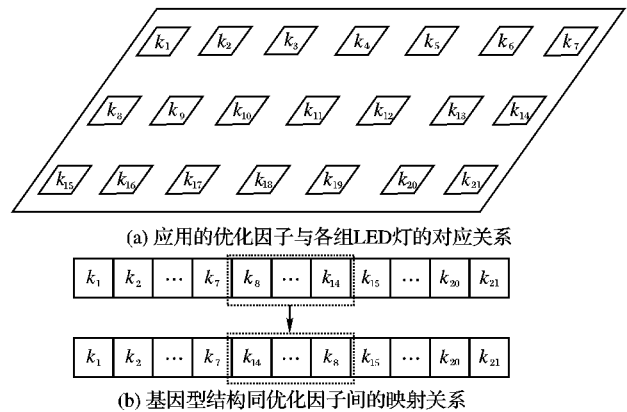 k₁ k₂ k₃ k₄ k₅ k₆ k₇
k₈ k₉ k₁₀ k₁₁ k₁₂ k₁₃ k₁₄
k₁₅ k₁₆ k₁₇ k₁₈ k₁₉ k₂₀ k₂₁
(a) 应用的优化因子与各组LED灯的对应关系
k₁ k₂ ⋯ k₇ k₈ ⋯ k₁₄ k₁₅ ⋯ k₂₀ k₂₁
k₁ k₂ ⋯ k₇ k₁₄ ⋯ k₈ k₁₅ ⋯ k₂₀ k₂₁
(b) 基因型结构同优化因子间的映射关系